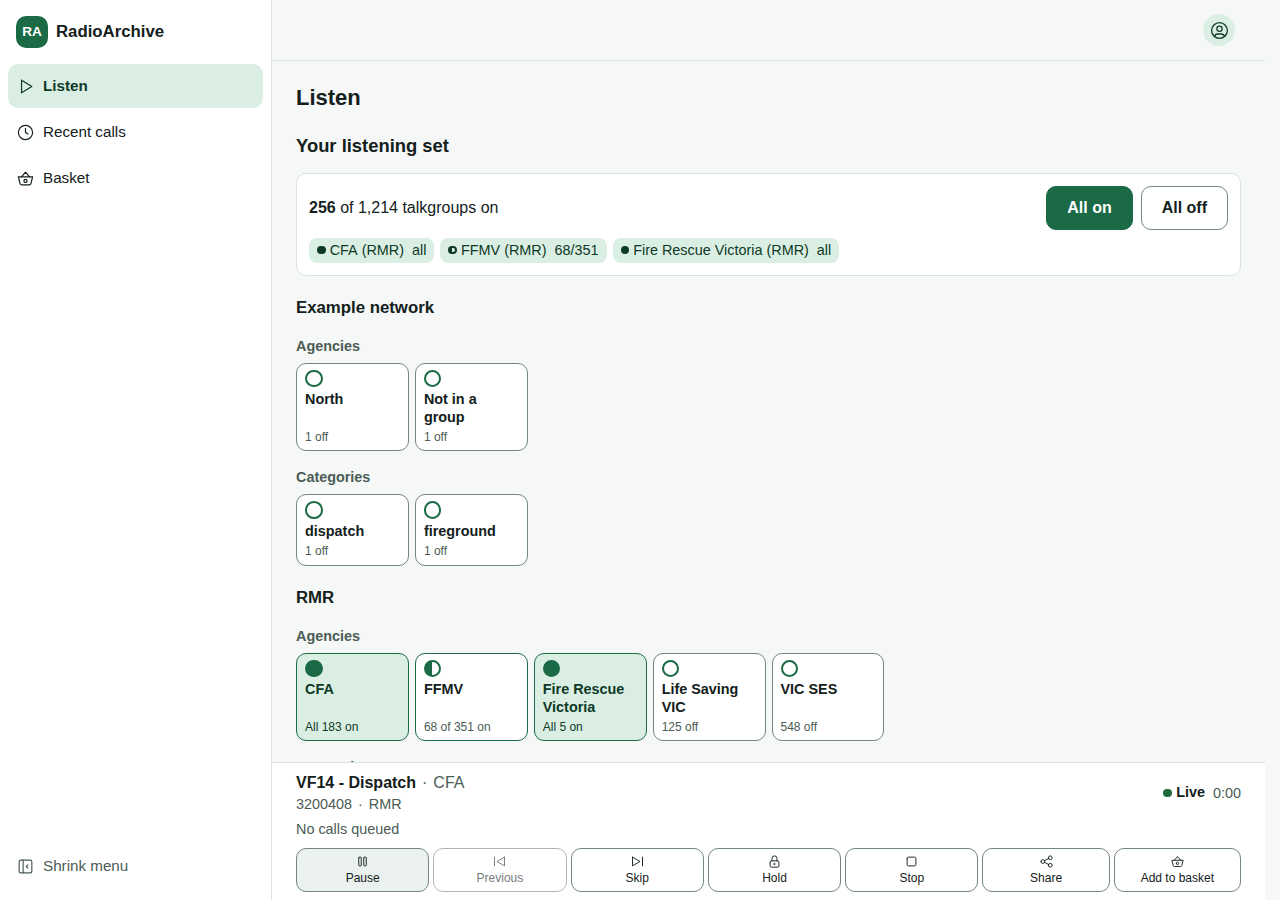 RA RadioArchive
Listen
Recent calls
Basket
Shrink menu
Listen
Your listening set
256 of 1,214 talkgroups on
All on
All off
CFA (RMR) all
FFMV (RMR) 68/351
Fire Rescue Victoria (RMR) all
Example network
Agencies
North
1 off
Not in a
group
1 off
Categories
dispatch
1 off
fireground
1 off
RMR
Agencies
CFA
All 183 on
FFMV
68 of 351 on
Fire Rescue
Victoria
All 5 on
Life Saving
VIC
125 off
VIC SES
548 off
VF14 - Dispatch · CFA
3200408 · RMR
No calls queued
Live 0:00
Pause
Previous
Skip
Hold
Stop
Share
Add to basket